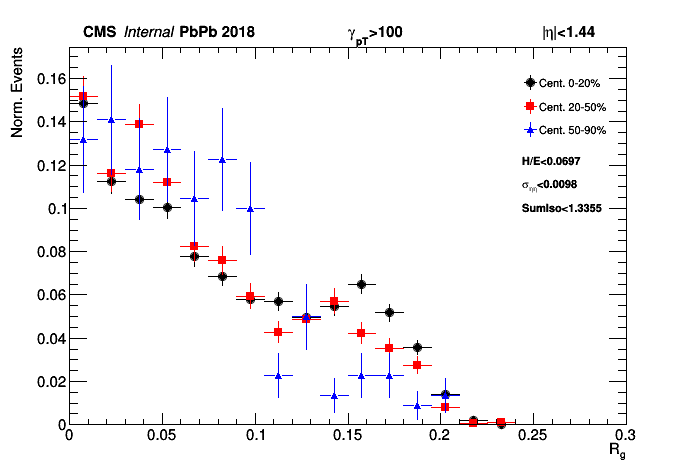 CMS Internal PbPb 2018 γpT>100 |η|<1.44
Norm. Events
0.16
0.14
0.12
0.1
0.08
0.06
0.04
0.02
0
Cent. 0-20%
Cent. 20-50%
Cent. 50-90%
H/E<0.0697
σηη<0.0098
SumIso<1.3355
0 0.05 0.1 0.15 0.2 0.25 0.3
Rg